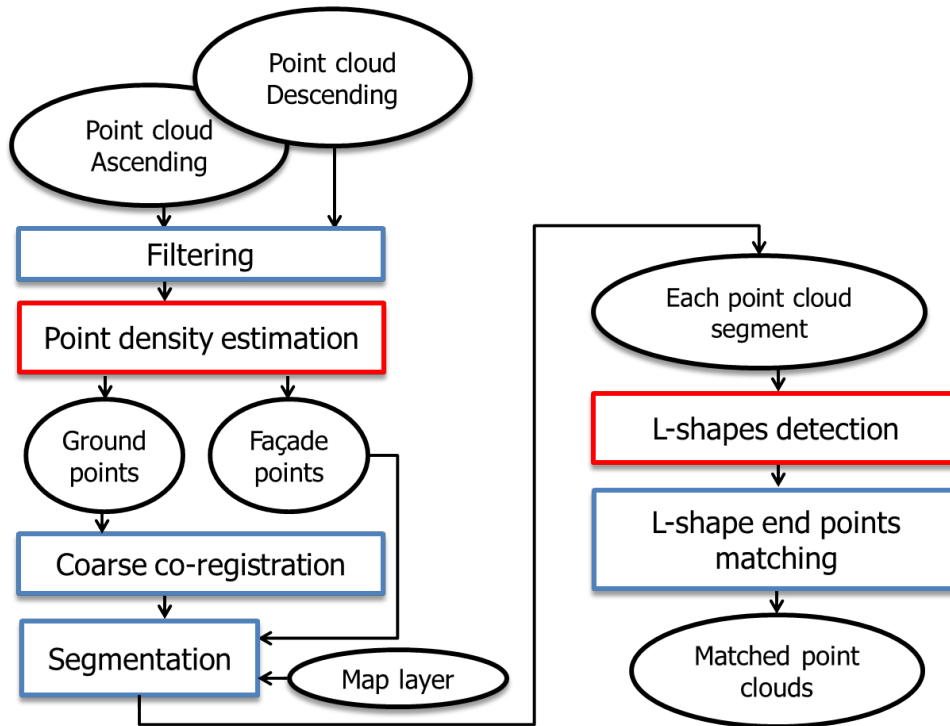 Point cloud
Descending
Point cloud
Ascending
Filtering
Point density estimation
Ground
points
Façade
points
Coarse co-registration
Segmentation
Map layer
Each point cloud
segment
L-shapes detection
L-shape end points
matching
Matched point
clouds